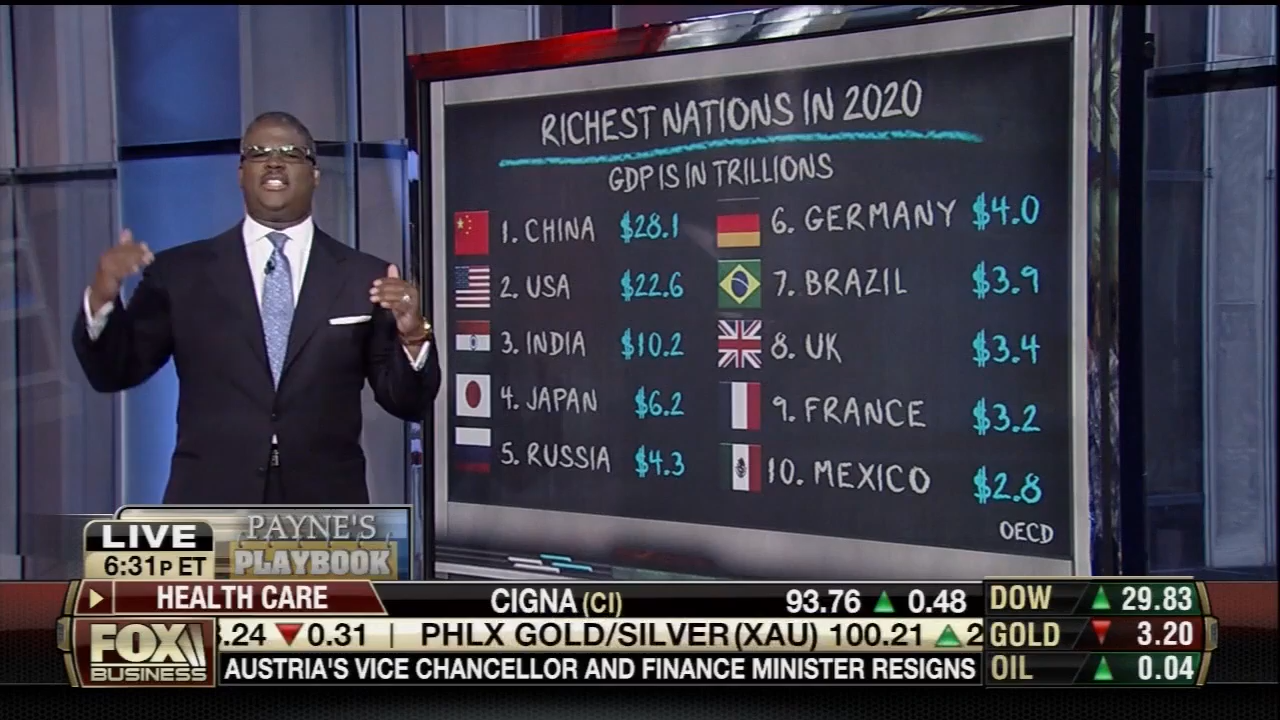 RICHEST NATIONS IN 2020
GDP IS IN TRILLIONS
1. CHINA $28.1
2. USA $22.6
3. INDIA $10.2
4. JAPAN $6.2
5. RUSSIA $4.3
6. GERMANY $4.0
7. BRAZIL $3.9
8. UK $3.4
9. FRANCE $3.2
10. MEXICO $2.8
OECD
LIVE
6:31P ET
PAYNE'S
PLAYBOOK
HEALTH CARE
CIGNA (CI) 93.76 ▲ 0.48
.24 ▼ 0.31 | PHLX GOLD/SILVER (XAU) 100.21 ▲ 2
AUSTRIA'S VICE CHANCELLOR AND FINANCE MINISTER RESIGNS
FOX
BUSINESS
DOW ▲ 29.83
GOLD ▼ 3.20
OIL ▲ 0.04